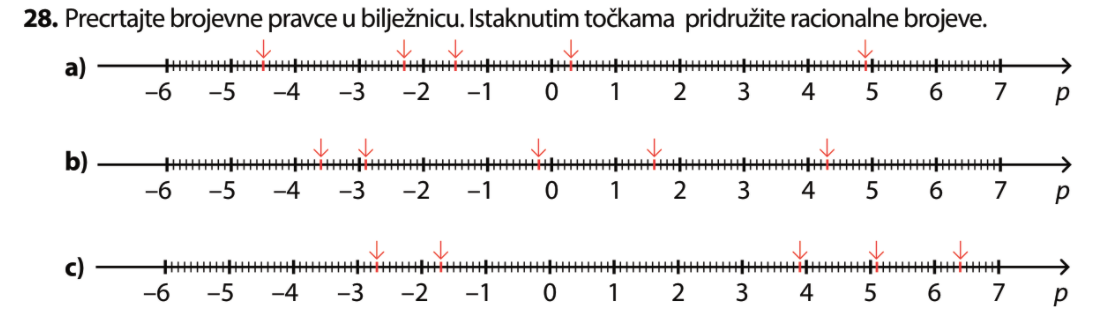 28. Precrtajte brojevne pravce u bilježnicu. Istaknutim točkama pridružite racionalne brojeve.
a)
–6 –5 –4 –3 –2 –1 0 1 2 3 4 5 6 7 p
b)
–6 –5 –4 –3 –2 –1 0 1 2 3 4 5 6 7 p
c)
–6 –5 –4 –3 –2 –1 0 1 2 3 4 5 6 7 p